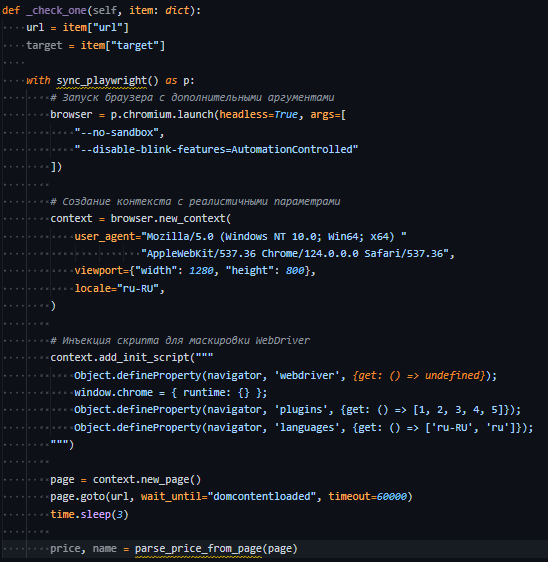 def _check_one(self, item: dict):
    url = item["url"]
    target = item["target"]
    with sync_playwright() as p:
        # Запуск браузера с дополнительными аргументами
        browser = p.chromium.launch(headless=True, args=[
            "--no-sandbox",
            "--disable-blink-features=AutomationControlled"
        ])
        # Создание контекста с реалистичными параметрами
        context = browser.new_context(
            user_agent="Mozilla/5.0 (Windows NT 10.0; Win64; x64) "
                       "AppleWebKit/537.36 Chrome/124.0.0.0 Safari/537.36",
            viewport={"width": 1280, "height": 800},
            locale="ru-RU",
        )
        # Инъекция скрипта для маскировки WebDriver
        context.add_init_script("""
            Object.defineProperty(navigator, 'webdriver', {get: () => undefined});
            window.chrome = { runtime: {} };
            Object.defineProperty(navigator, 'plugins', {get: () => [1, 2, 3, 4, 5]});
            Object.defineProperty(navigator, 'languages', {get: () => ['ru-RU', 'ru']});
        """)
        page = context.new_page()
        page.goto(url, wait_until="domcontentloaded", timeout=60000)
        time.sleep(3)
        price, name = parse_price_from_page(page)